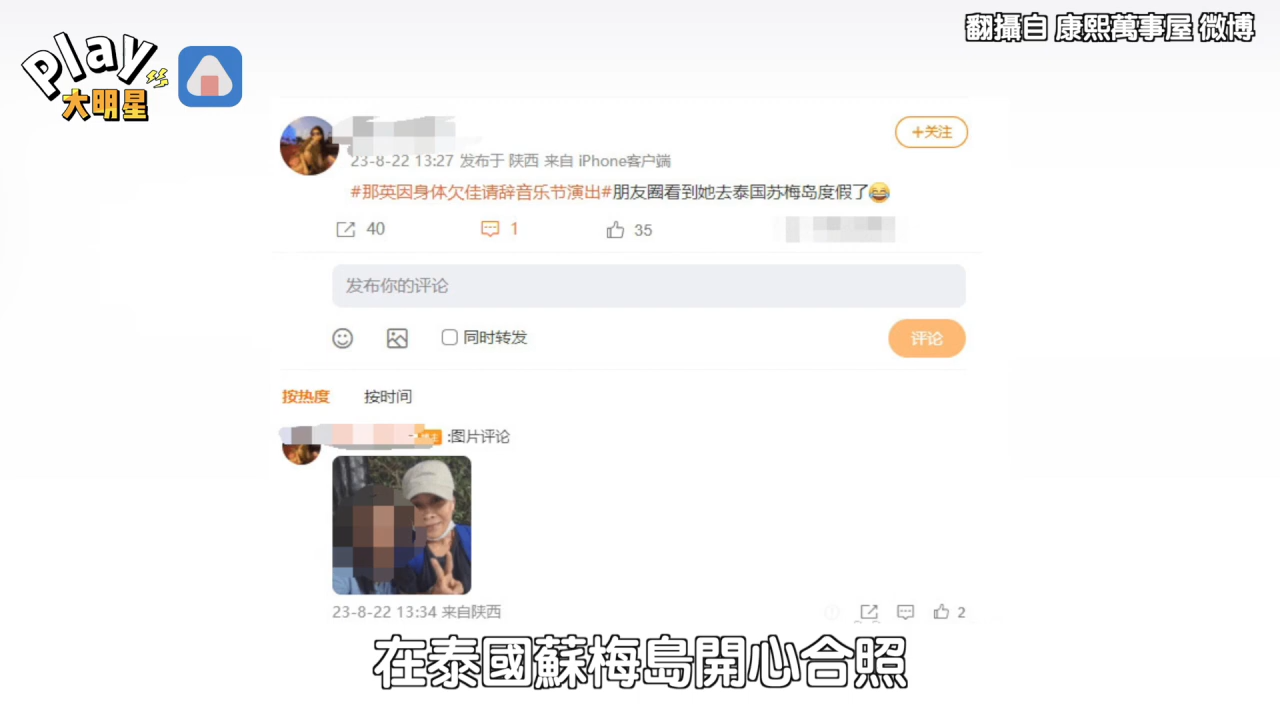 Play
大明星
翻攝自 康熙萬事屋 微博
+关注
23-8-22 13:27 发布于 陕西 来自 iPhone客户端
#那英因身体欠佳请辞音乐节演出#朋友圈看到她去泰国苏梅岛度假了😂
40 1 35
发布你的评论
同时转发
评论
按热度 按时间
:图片评论
23-8-22 13:34 来自陕西
2
在泰國蘇梅島開心合照